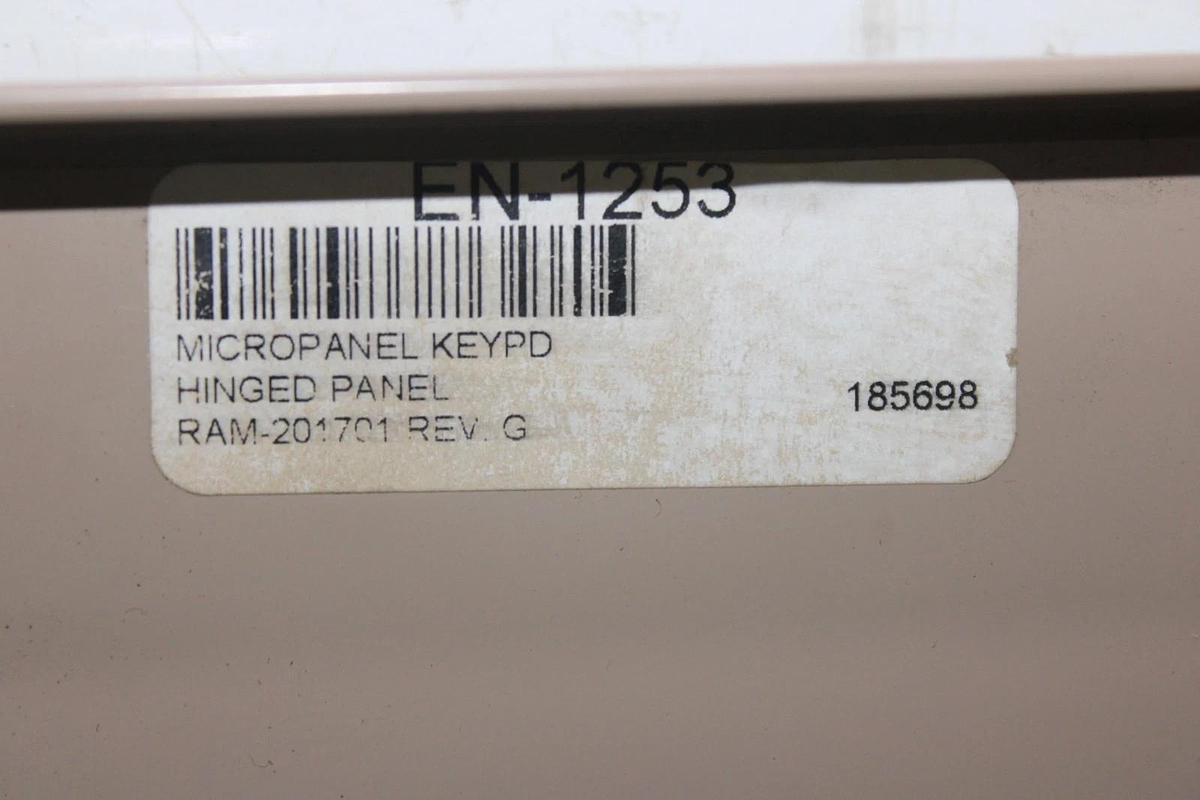 EN-1253
MICROPANEL KEYPD
HINGED PANEL
185698
RAM-201701 REV. G